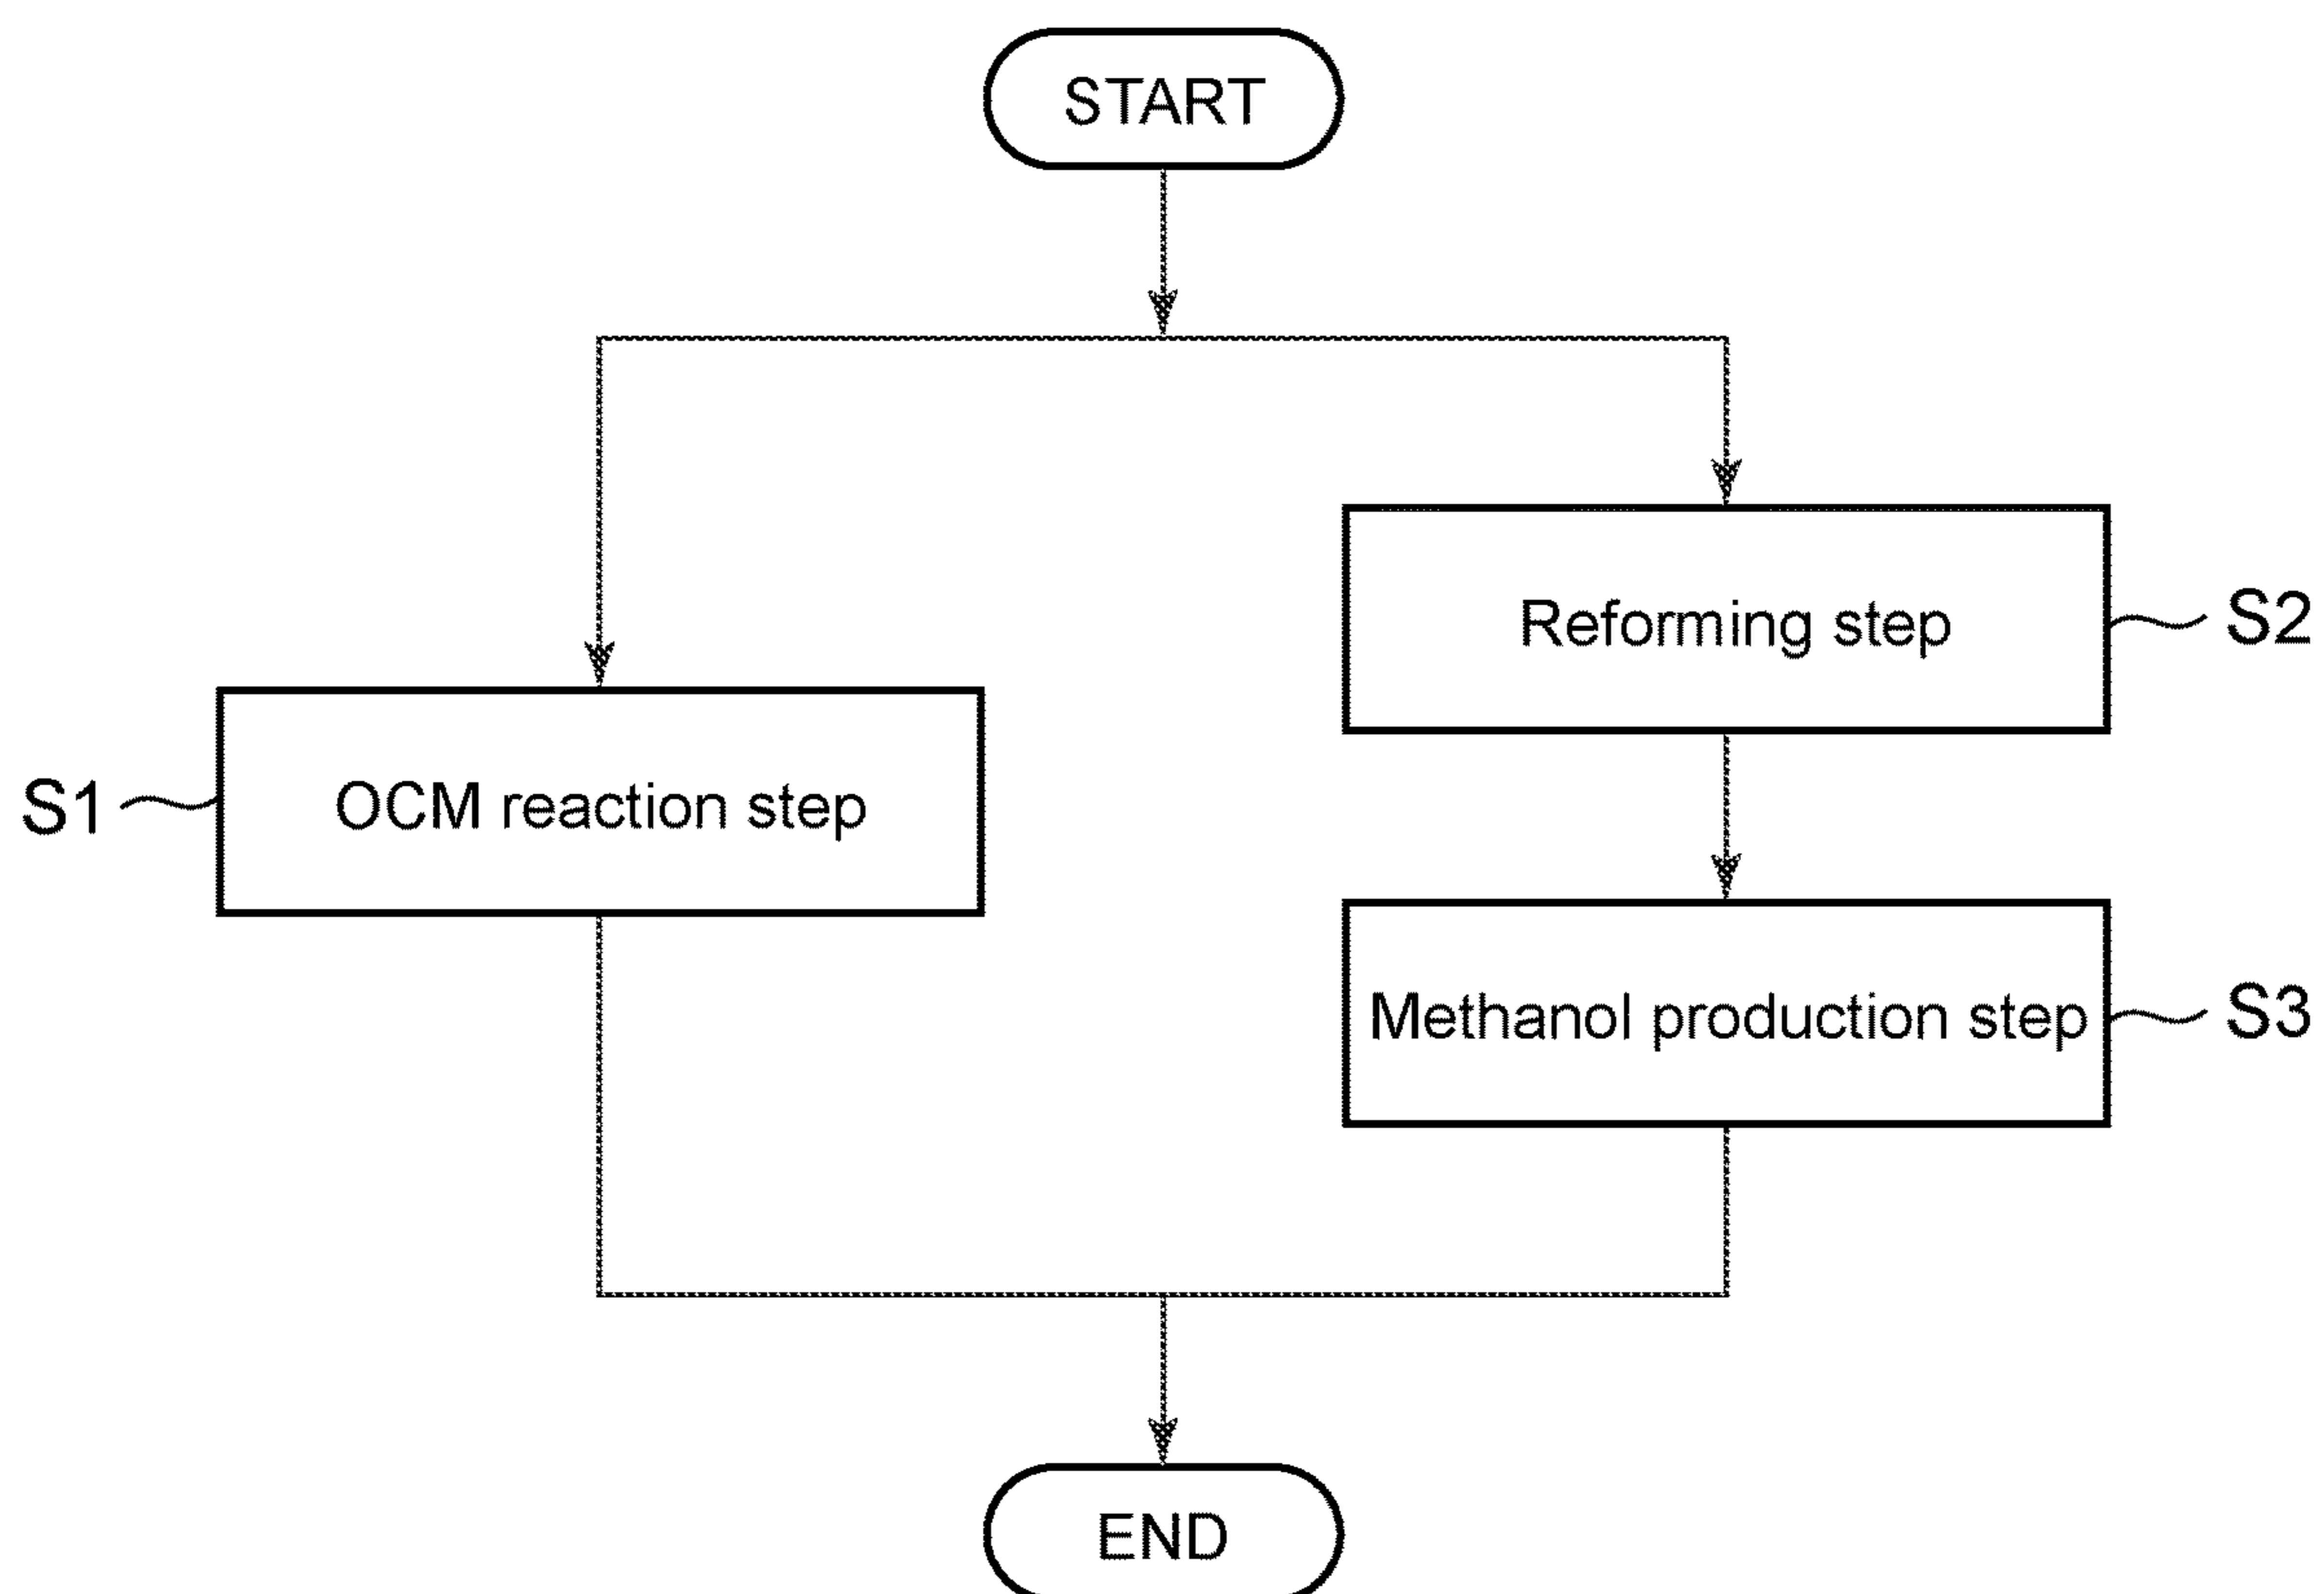 START
Reforming step
S2
S1
OCM reaction step
Methanol production step
S3
END